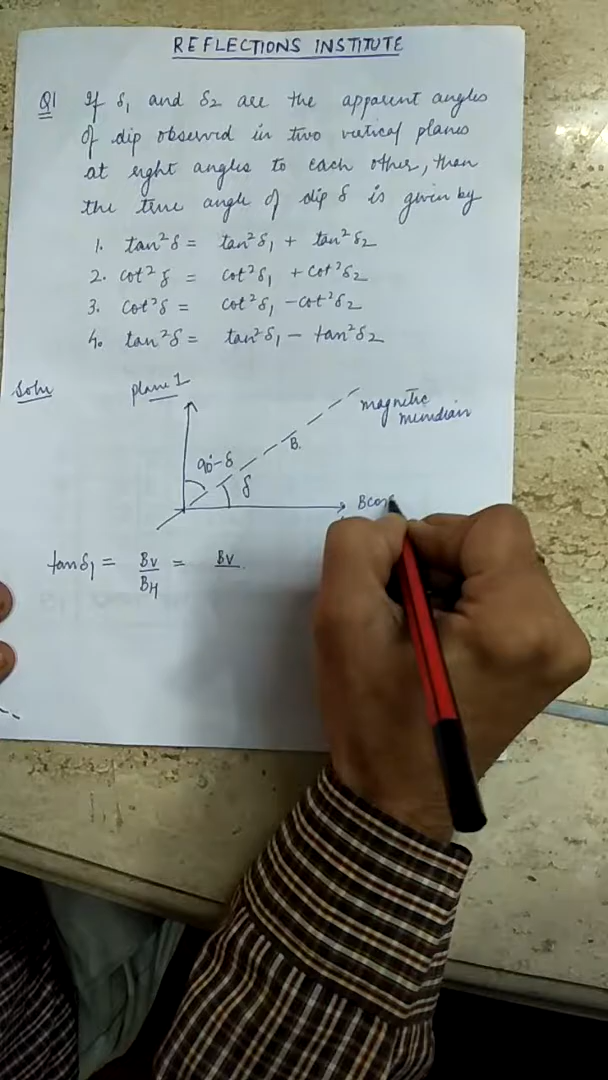 REFLECTIONS INSTITUTE
Q1 If δ₁ and δ₂ are the apparent angles
of dip observed in two vertical planes
at right angles to each other, then
the true angle of dip δ is given by
1. tan²δ = tan²δ₁ + tan²δ₂
2. cot²δ = cot²δ₁ + cot²δ₂
3. cot²δ = cot²δ₁ - cot²δ₂
4. tan²δ = tan²δ₁ - tan²δ₂
Soln plane 1
magnetic
meridian
B.
90°-δ
δ
Bcos
tanδ₁ = Bv/BH = Bv